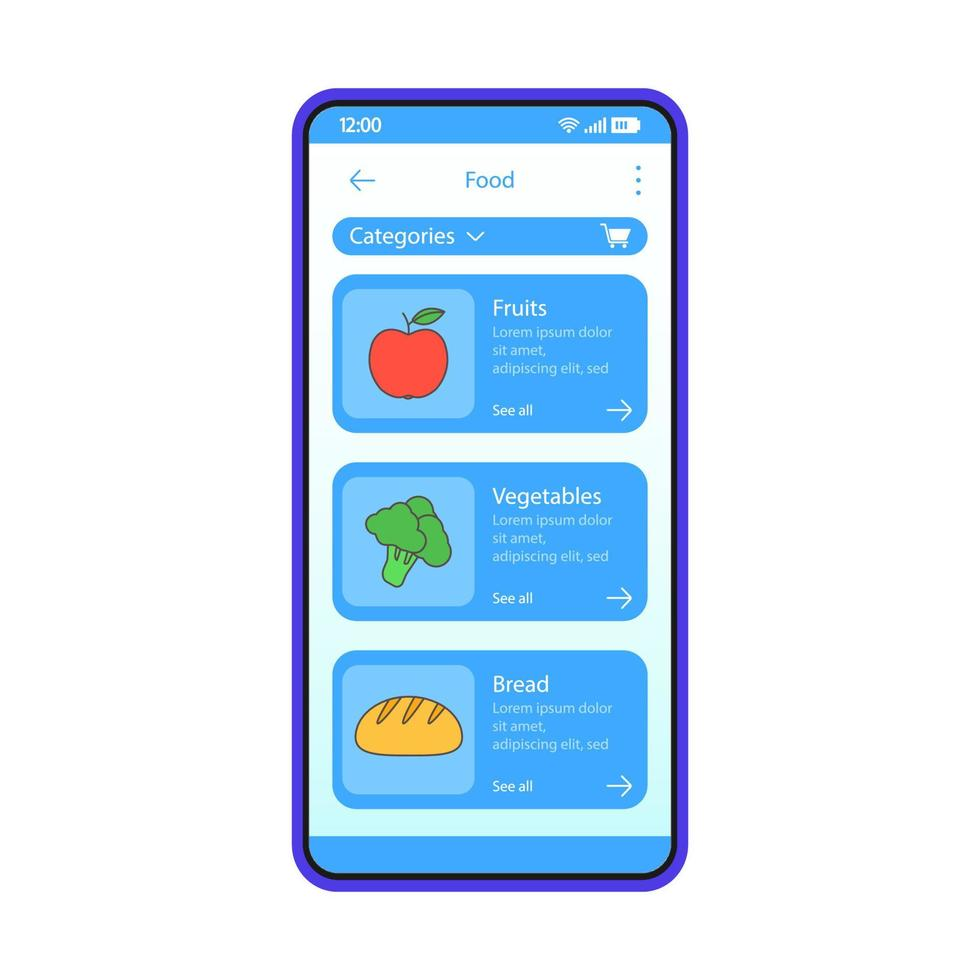 12:00
Food
Categories
Fruits
Lorem ipsum dolor
sit amet,
adipiscing elit, sed
See all
Vegetables
Lorem ipsum dolor
sit amet,
adipiscing elit, sed
See all
Bread
Lorem ipsum dolor
sit amet,
adipiscing elit, sed
See all